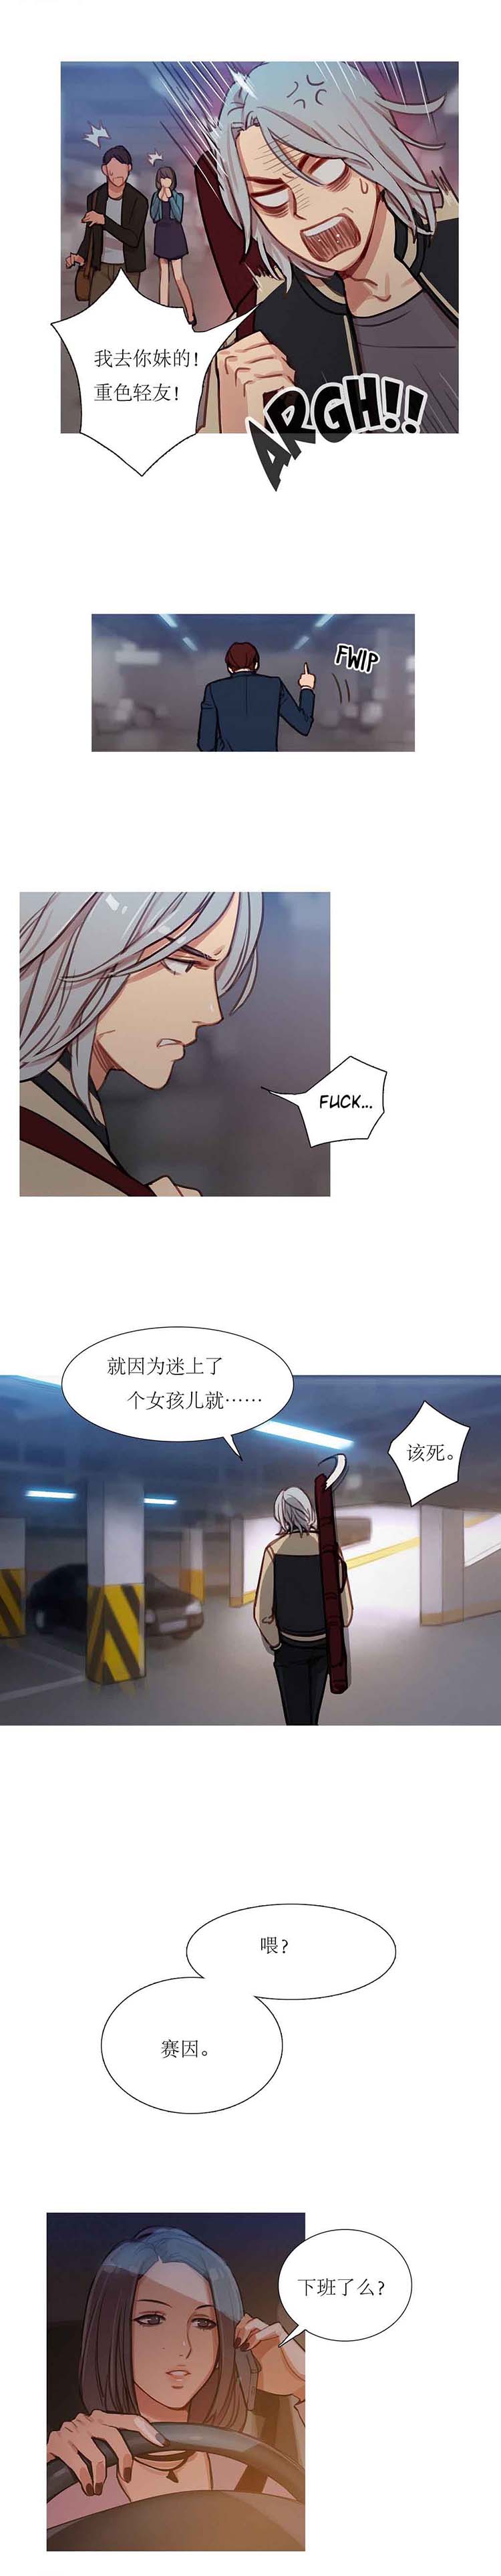 我去你妹的！
重色轻友！
ARGH!!
FWIP
FUCK...
就因为迷上了
个女孩儿就……
该死。
喂?
赛因。
下班了么?